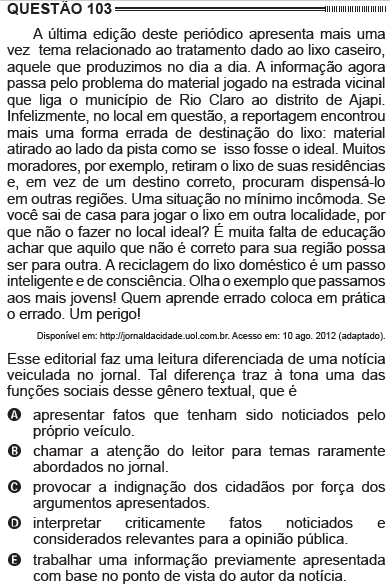 QUESTÃO 103
A última edição deste periódico apresenta mais uma
vez tema relacionado ao tratamento dado ao lixo caseiro,
aquele que produzimos no dia a dia. A informação agora
passa pelo problema do material jogado na estrada vicinal
que liga o município de Rio Claro ao distrito de Ajapi.
Infelizmente, no local em questão, a reportagem encontrou
mais uma forma errada de destinação do lixo: material
atirado ao lado da pista como se isso fosse o ideal. Muitos
moradores, por exemplo, retiram o lixo de suas residências
e, em vez de um destino correto, procuram dispensá-lo
em outras regiões. Uma situação no mínimo incômoda. Se
você sai de casa para jogar o lixo em outra localidade, por
que não o fazer no local ideal? É muita falta de educação
achar que aquilo que não é correto para sua região possa
ser para outra. A reciclagem do lixo doméstico é um passo
inteligente e de consciência. Olha o exemplo que passamos
aos mais jovens! Quem aprende errado coloca em prática
o errado. Um perigo!
Disponível em: http://jornaldacidade.uol.com.br. Acesso em: 10 ago. 2012 (adaptado).
Esse editorial faz uma leitura diferenciada de uma notícia
veiculada no jornal. Tal diferença traz à tona uma das
funções sociais desse gênero textual, que é
A apresentar fatos que tenham sido noticiados pelo
próprio veículo.
B chamar a atenção do leitor para temas raramente
abordados no jornal.
C provocar a indignação dos cidadãos por força dos
argumentos apresentados.
D interpretar criticamente fatos noticiados e
considerados relevantes para a opinião pública.
E trabalhar uma informação previamente apresentada
com base no ponto de vista do autor da notícia.